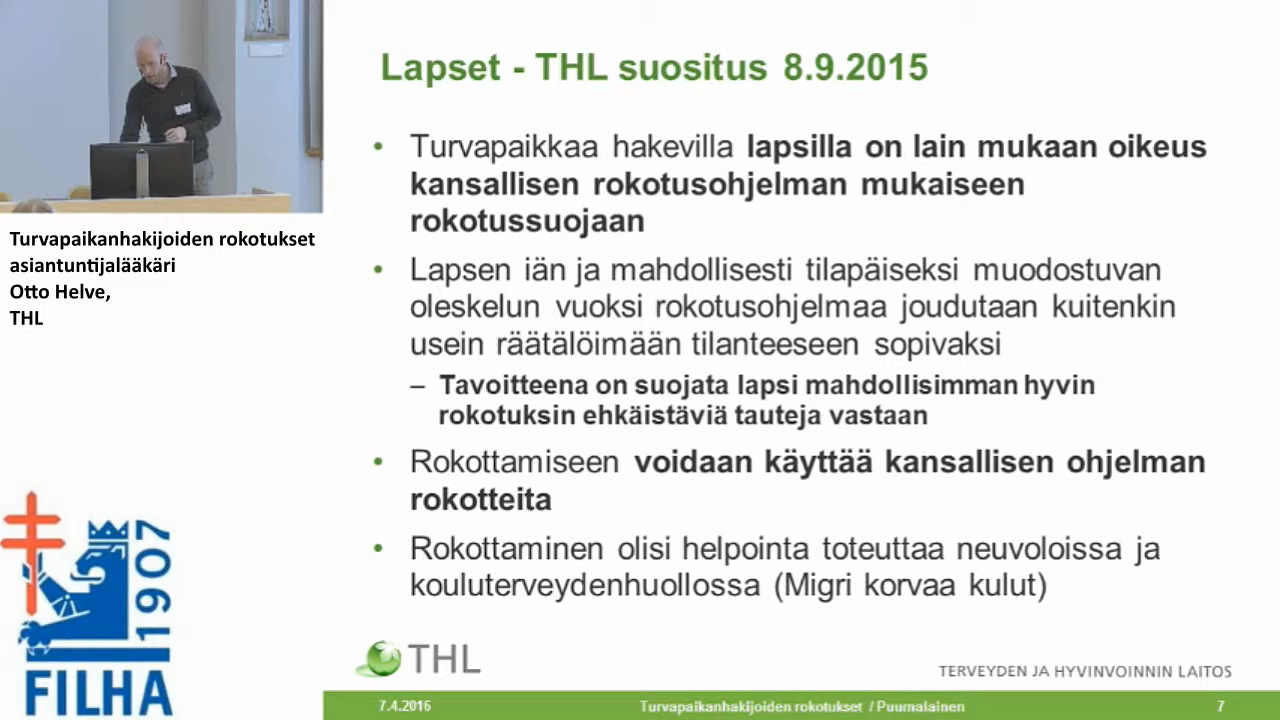 Lapset - THL suositus 8.9.2015
• Turvapaikkaa hakevilla lapsilla on lain mukaan oikeus
kansallisen rokotusohjelman mukaiseen
rokotussuojaan
• Lapsen iän ja mahdollisesti tilapäiseksi muodostuvan
oleskelun vuoksi rokotusohjelmaa joudutaan kuitenkin
usein räätälöimään tilanteeseen sopivaksi
– Tavoitteena on suojata lapsi mahdollisimman hyvin
rokotuksin ehkäistäviä tauteja vastaan
• Rokottamiseen voidaan käyttää kansallisen ohjelman
rokotteita
• Rokottaminen olisi helpointa toteuttaa neuvoloissa ja
kouluterveydenhuollossa (Migri korvaa kulut)
THL
TERVEYDEN JA HYVINVOINNIN LAITOS
7.4.2016 Turvapaikanhakijoiden rokotukset / Puumalainen 7
Turvapaikanhakijoiden rokotukset
asiantuntijalääkäri
Otto Helve,
THL
1907
FILHA